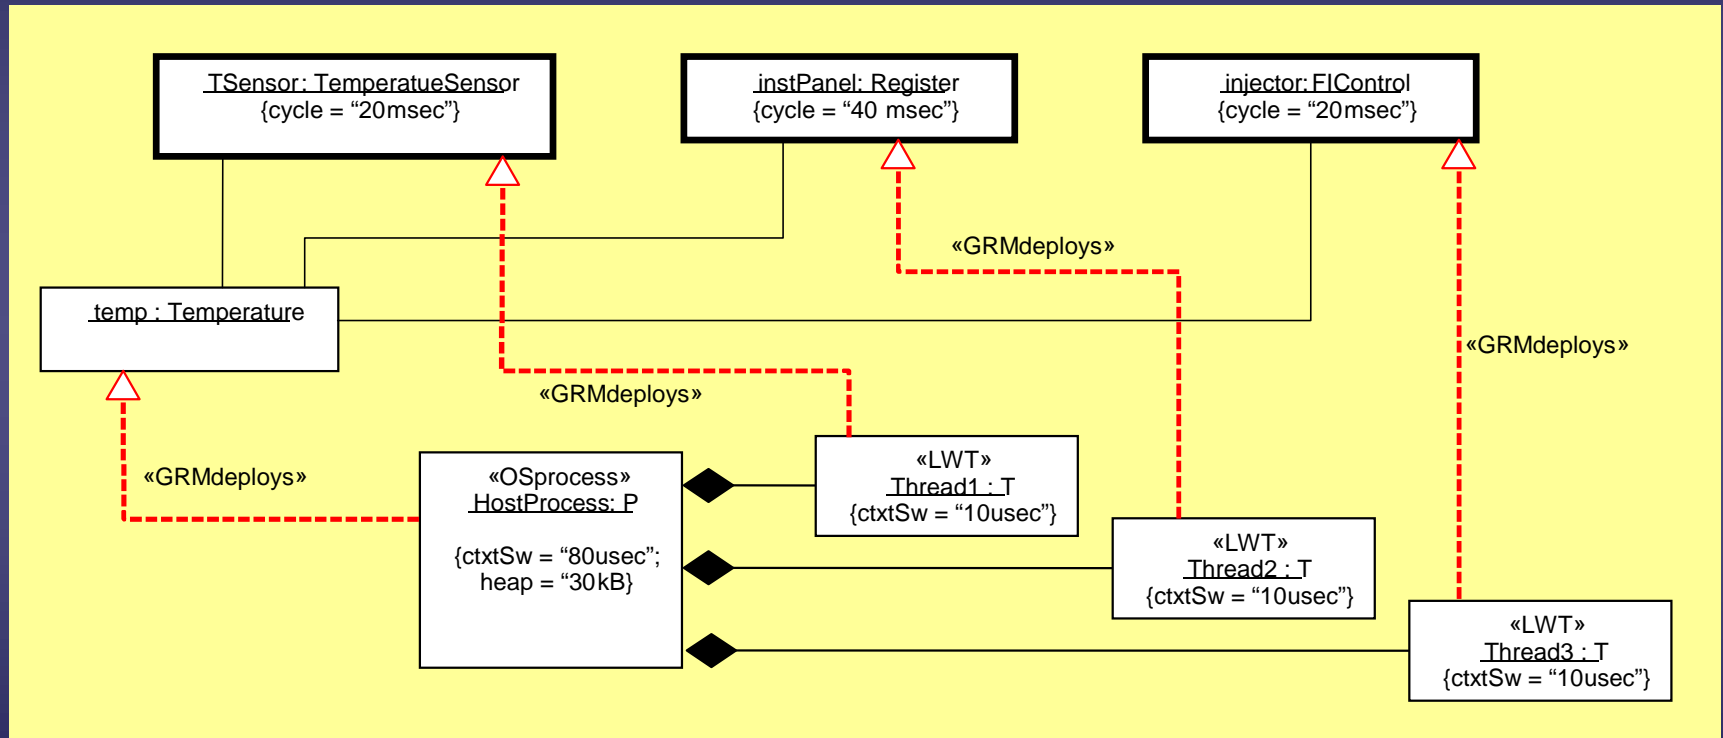 TSensor: TemperatueSensor
{cycle = “20msec”}
instPanel: Register
{cycle = “40 msec”}
injector: FIControl
{cycle = “20msec”}
«GRMdeploys»
temp : Temperature
«GRMdeploys»
«GRMdeploys»
«GRMdeploys»
«OSprocess»
HostProcess: P
{ctxtSw = “80usec”;
heap = “30kB}
«LWT»
Thread1 : T
{ctxtSw = “10usec”}
«LWT»
Thread2 : T
{ctxtSw = “10usec”}
«LWT»
Thread3 : T
{ctxtSw = “10usec”}